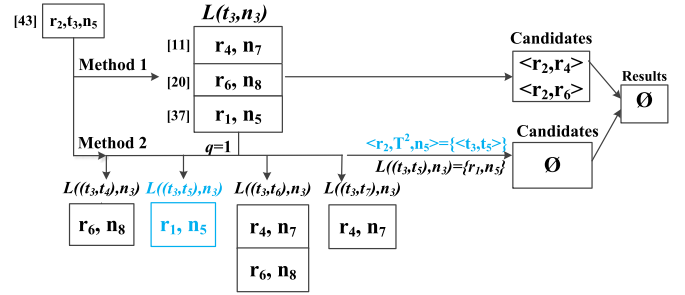 [43] r₂,t₃,n₅
L(t₃,n₃)
[11] r₄, n₇
Method 1
[20] r₆, n₈
[37] r₁, n₅
Candidates
<r₂,r₄>
<r₂,r₆>
Results
Ø
Method 2
q=1
<r₂,T²,n₅>={<t₃,t₅>}
L((t₃,t₅),n₃)={r₁,n₅}
Candidates
Ø
L((t₃,t₄),n₃) L((t₃,t₅),n₃) L((t₃,t₆),n₃) L((t₃,t₇),n₃)
r₆, n₈ r₁, n₅ r₄, n₇ r₄, n₇
r₆, n₈